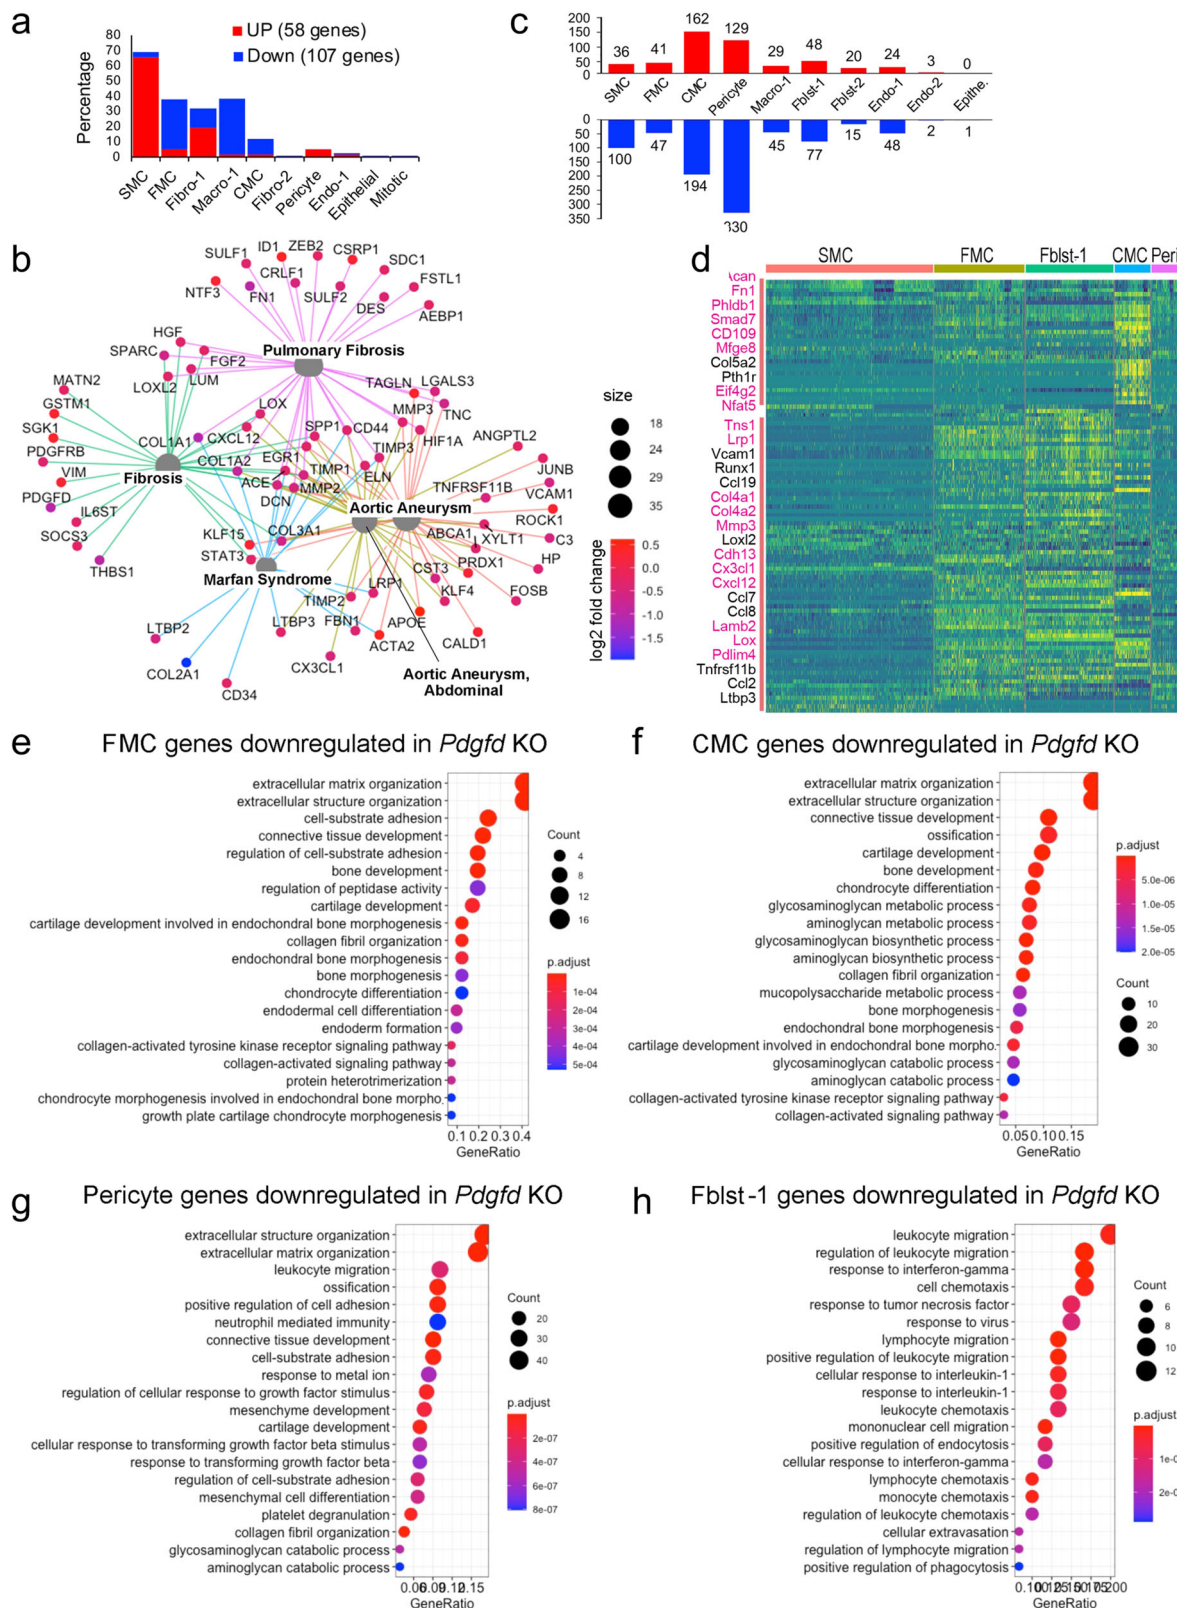 a
UP (58 genes)
Down (107 genes)
Percentage
80
70
60
50
40
30
20
10
0
SMC
FMC
Fibro-1
Macro-1
CMC
Fibro-2
Pericyte
Endo-1
Epithelial
Mitotic
c
200
150
100
50
0
36
41
162
129
29
48
20
24
3
0
SMC
FMC
CMC
Pericyte
Macro-1
Fblst-1
Fblst-2
Endo-1
Endo-2
Epithe.
0
50
100
150
200
250
300
350
100
47
194
330
45
77
15
48
2
1
b
SULF1
ID1
ZEB2
CSRP1
SDC1
NTF3
FN1
CRLF1
SULF2
DES
FSTL1
AEBP1
HGF
SPARC
FGF2
Pulmonary Fibrosis
MATN2
LOXL2
LUM
TAGLN
LGALS3
GSTM1
LOX
MMP3
TNC
SGK1
COL1A1
CXCL12
SPP1
CD44
HIF1A
ANGPTL2
PDGFRB
EGR1
TIMP3
VIM
Fibrosis
COL1A2
ACE
TIMP1
ELN
JUNB
PDGFD
DCN
MMP2
TNFRSF11B
VCAM1
IL6ST
Aortic Aneurysm
ROCK1
SOCS3
KLF15
COL3A1
ABCA1
XYLT1
C3
THBS1
STAT3
PRDX1
HP
Marfan Syndrome
LRP1
CST3
KLF4
FOSB
TIMP2
LTBP2
LTBP3
FBN1
APOE
COL2A1
ACTA2
CALD1
CX3CL1
CD34
Aortic Aneurysm,
Abdominal
size
18
24
29
35
log2 fold change
0.5
0.0
-0.5
-1.0
-1.5
d
SMC
FMC
Fblst-1
CMC
Peri
Fn1
Phldb1
Smad7
CD109
Mfge8
Col5a2
Pth1r
Eif4g2
Nfat5
Tns1
Lrp1
Vcam1
Runx1
Ccl19
Col4a1
Col4a2
Mmp3
Loxl2
Cdh13
Cx3cl1
Cxcl12
Ccl7
Ccl8
Lamb2
Lox
Pdlim4
Tnfrsf11b
Ccl2
Ltbp3
e
FMC genes downregulated in Pdgfd KO
extracellular matrix organization
extracellular structure organization
cell-substrate adhesion
connective tissue development
regulation of cell-substrate adhesion
bone development
regulation of peptidase activity
cartilage development
cartilage development involved in endochondral bone morphogenesis
collagen fibril organization
endochondral bone morphogenesis
bone morphogenesis
chondrocyte differentiation
endodermal cell differentiation
endoderm formation
collagen-activated tyrosine kinase receptor signaling pathway
collagen-activated signaling pathway
protein heterotrimerization
chondrocyte morphogenesis involved in endochondral bone morpho.
growth plate cartilage chondrocyte morphogenesis
0.1 0.2 0.3 0.4
GeneRatio
Count
4
8
12
16
p.adjust
1e-04
2e-04
3e-04
4e-04
5e-04
f
CMC genes downregulated in Pdgfd KO
extracellular matrix organization
extracellular structure organization
connective tissue development
ossification
cartilage development
bone development
chondrocyte differentiation
glycosaminoglycan metabolic process
aminoglycan metabolic process
glycosaminoglycan biosynthetic process
aminoglycan biosynthetic process
collagen fibril organization
mucopolysaccharide metabolic process
bone morphogenesis
endochondral bone morphogenesis
cartilage development involved in endochondral bone morpho.
glycosaminoglycan catabolic process
aminoglycan catabolic process
collagen-activated tyrosine kinase receptor signaling pathway
collagen-activated signaling pathway
0.05 0.10 0.15
GeneRatio
p.adjust
5.0e-06
1.0e-05
1.5e-05
2.0e-05
Count
10
20
30
g
Pericyte genes downregulated in Pdgfd KO
extracellular structure organization
extracellular matrix organization
leukocyte migration
ossification
positive regulation of cell adhesion
neutrophil mediated immunity
connective tissue development
cell-substrate adhesion
response to metal ion
regulation of cellular response to growth factor stimulus
mesenchyme development
cartilage development
cellular response to transforming growth factor beta stimulus
response to transforming growth factor beta
regulation of cell-substrate adhesion
mesenchymal cell differentiation
platelet degranulation
collagen fibril organization
glycosaminoglycan catabolic process
aminoglycan catabolic process
0.06 0.09 0.12 0.15
GeneRatio
Count
20
30
40
p.adjust
2e-07
4e-07
6e-07
8e-07
h
Fblst-1 genes downregulated in Pdgfd KO
leukocyte migration
regulation of leukocyte migration
response to interferon-gamma
cell chemotaxis
response to tumor necrosis factor
response to virus
lymphocyte migration
positive regulation of leukocyte migration
cellular response to interleukin-1
response to interleukin-1
leukocyte chemotaxis
mononuclear cell migration
positive regulation of endocytosis
cellular response to interferon-gamma
lymphocyte chemotaxis
monocyte chemotaxis
regulation of leukocyte chemotaxis
cellular extravasation
regulation of lymphocyte migration
positive regulation of phagocytosis
0.100 0.125 0.150 0.175 0.200
GeneRatio
Count
6
8
10
12
p.adjust
1e-0
2e-0